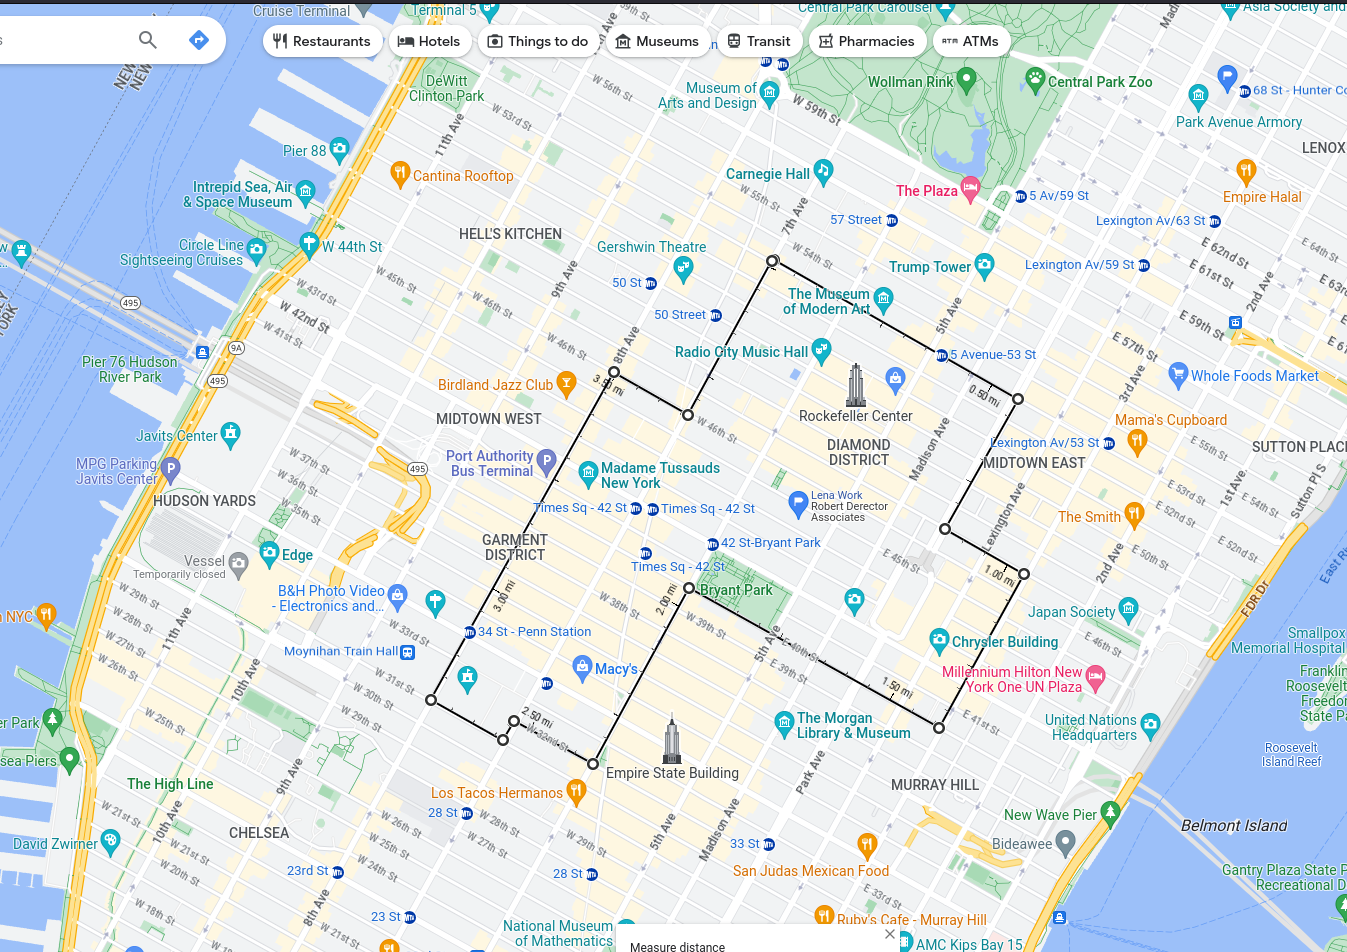 Cruise Terminal
Terminal 5
Central Park Carousel
Asia Society and
s
Restaurants
Hotels
Things to do
Museums
Transit
Pharmacies
ATMs
DeWitt
Clinton Park
W 56th St
W 53rd St
11th Ave
Museum of
Arts and Design
W 59th St
Wollman Rink
Central Park Zoo
68 St - Hunter Co
Park Avenue Armory
LENOX
Pier 88
Cantina Rooftop
Intrepid Sea, Air
& Space Museum
Carnegie Hall
W 55th St
The Plaza
5 Av/59 St
Empire Halal
57 Street
7th Ave
Lexington Av/63 St
HELL'S KITCHEN
Circle Line
Sightseeing Cruises
W 44th St
Gershwin Theatre
W 54th St
E 62nd St
E 61st St
E 64th St
Trump Tower
Lexington Av/59 St
W 45th St
9th Ave
50 St
W 43rd St
W 42nd St
W 41st St
W 46th St
495
The Museum
of Modern Art
5th Ave
2nd Ave
E 63rd
50 Street
E 59th St
9A
W 46th St
8th Ave
Radio City Music Hall
5 Avenue-53 St
E 57th St
Pier 76 Hudson
River Park
495
Birdland Jazz Club
3.50 mi
0.50 mi
3rd Ave
Whole Foods Market
MIDTOWN WEST
Rockefeller Center
Mama's Cupboard
Javits Center
W 46th St
DIAMOND
DISTRICT
Madison Ave
Lexington Av/53 St
MIDTOWN EAST
E 55th St
SUTTON PLACE
W 37th St
W 36th St
W 35th St
495
Port Authority
Bus Terminal
MPG Parking
Javits Center
Madame Tussauds
New York
HUDSON YARDS
Times Sq - 42 St
Times Sq - 42 St
Lena Work
Robert Derector
Associates
Lexington Ave
The Smith
E 53rd St
E 52nd St
1st Ave
Sutton Pl S
GARMENT
DISTRICT
42 St-Bryant Park
E 45th St
E 50th St
E 52nd St
Vessel
Temporarily closed
Edge
Times Sq - 42 St
2nd Ave
1.00 mi
B&H Photo Video
- Electronics and...
3.00 mi
2.00 mi
Bryant Park
W 38th St
W 39th St
FDR Dr
W 29th St
W 28th St
W 27th St
W 26th St
NYC
11th Ave
W 33rd St
34 St - Penn Station
Japan Society
Moynihan Train Hall
E 40th St
5th Ave
Chrysler Building
E 46th St
Smallpox
Memorial Hospital
W 31st St
W 30th St
10th Ave
Macy's
E 39th St
1.50 mi
Millennium Hilton New
York One UN Plaza
Franklin
Roosevelt
Freedom
State P
W 25th St
2.50 mi
W 32nd St
The Morgan
Library & Museum
E 41st St
United Nations
Headquarters
er Park
sea Piers
9th Ave
Empire State Building
Park Ave
Roosevelt
Island Reef
The High Line
Los Tacos Hermanos
MURRAY HILL
W 21st St
10th Ave
28 St
W 26th St
W 28th St
W 27th St
5th Ave
Madison Ave
New Wave Pier
Belmont Island
David Zwirner
CHELSEA
W 25th St
33 St
Bideawee
W 21st St
W 20th St
23rd St
W 24th St
28 St
San Judas Mexican Food
Gantry Plaza State P
Recreational D
W 18th St
8th Ave
23 St
E 33rd St
National Museum
of Mathematics
Ruby's Cafe - Murray Hill
Measure distance
AMC Kips Bay 15